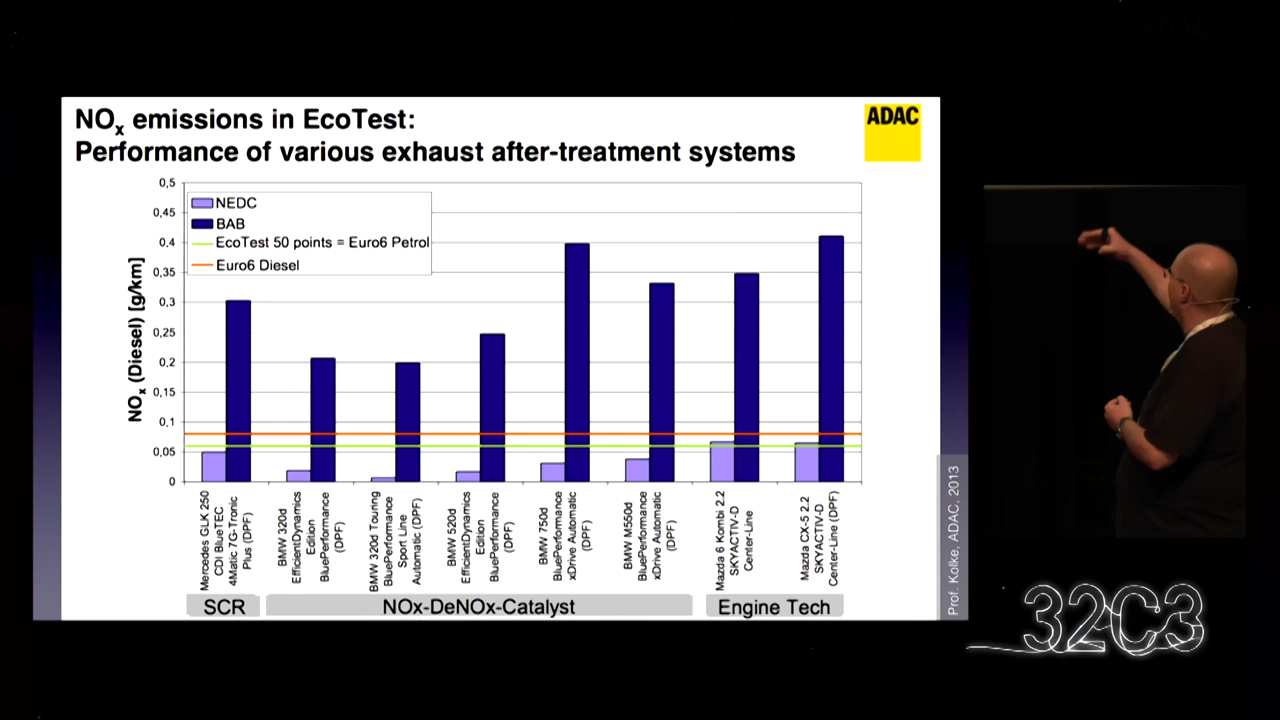 NOx emissions in EcoTest:
Performance of various exhaust after-treatment systems
ADAC
NOx (Diesel) [g/km]
0,5
0,45
0,4
0,35
0,3
0,25
0,2
0,15
0,1
0,05
0
NEDC
BAB
EcoTest 50 points = Euro6 Petrol
Euro6 Diesel
Mercedes GLK 250
CDI BlueTEC
4Matic 7G-Tronic
Plus (DPF)
BMW 320d
EfficientDynamics
Edition
BluePerformance
(DPF)
BMW 320d Touring
BluePerformance
Sport Line
Automatic (DPF)
BMW 520d
EfficientDynamics
Edition
BluePerformance
(DPF)
BMW 750d
BluePerformance
xDrive Automatic
(DPF)
BMW M550d
BluePerformance
xDrive Automatic
(DPF)
Mazda 6 Kombi 2.2
SKYACTIV-D
Center-Line
Mazda CX-5 2.2
SKYACTIV-D
Center-Line (DPF)
SCR
NOx-DeNOx-Catalyst
Engine Tech
Prof. Kolke, ADAC, 2013
32C3